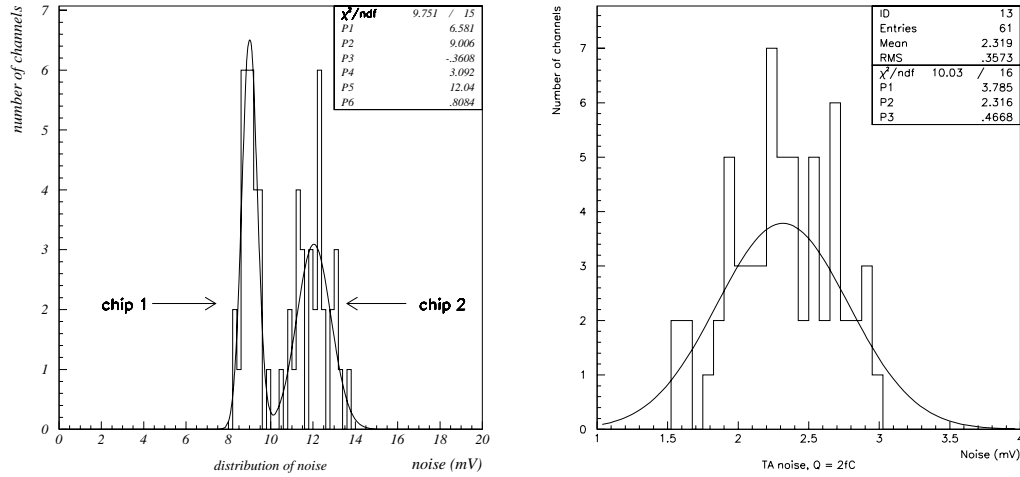 χ²/ndf 9.751 / 15
P1 6.581
P2 9.006
P3 -.3608
P4 3.092
P5 12.04
P6 .8084
number of channels
7
6
5
4
3
2
1
0
chip 1
chip 2
0 2 4 6 8 10 12 14 16 18 20
distribution of noise noise (mV)
ID 13
Entries 61
Mean 2.319
RMS .3573
χ²/ndf 10.03 / 16
P1 3.785
P2 2.316
P3 .4668
Number of channels
7
6
5
4
3
2
1
0
1 1.5 2 2.5 3 3.5 4
Noise (mV)
TA noise, Q = 2fC